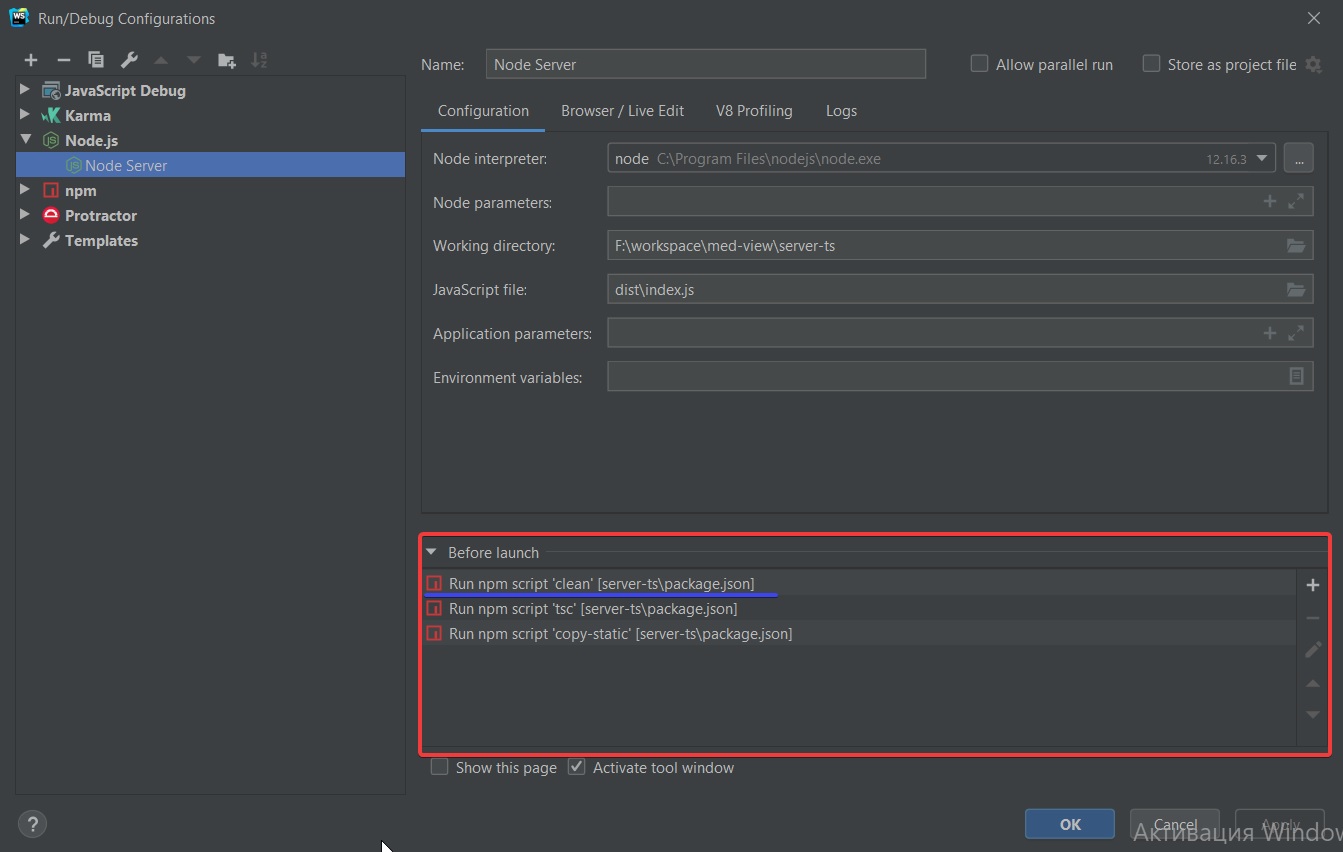 WS
Run/Debug Configurations
Name:
Node Server
Allow parallel run
Store as project file
JavaScript Debug
Karma
Node.js
Node Server
npm
Protractor
Templates
Configuration
Browser / Live Edit
V8 Profiling
Logs
Node interpreter:
node C:\Program Files\nodejs\node.exe
12.16.3
...
Node parameters:
Working directory:
F:\workspace\med-view\server-ts
JavaScript file:
dist\index.js
Application parameters:
Environment variables:
Before launch
Run npm script 'clean' [server-ts\package.json]
Run npm script 'tsc' [server-ts\package.json]
Run npm script 'copy-static' [server-ts\package.json]
Show this page
Activate tool window
?
OK
Cancel
Apply
Активация Window